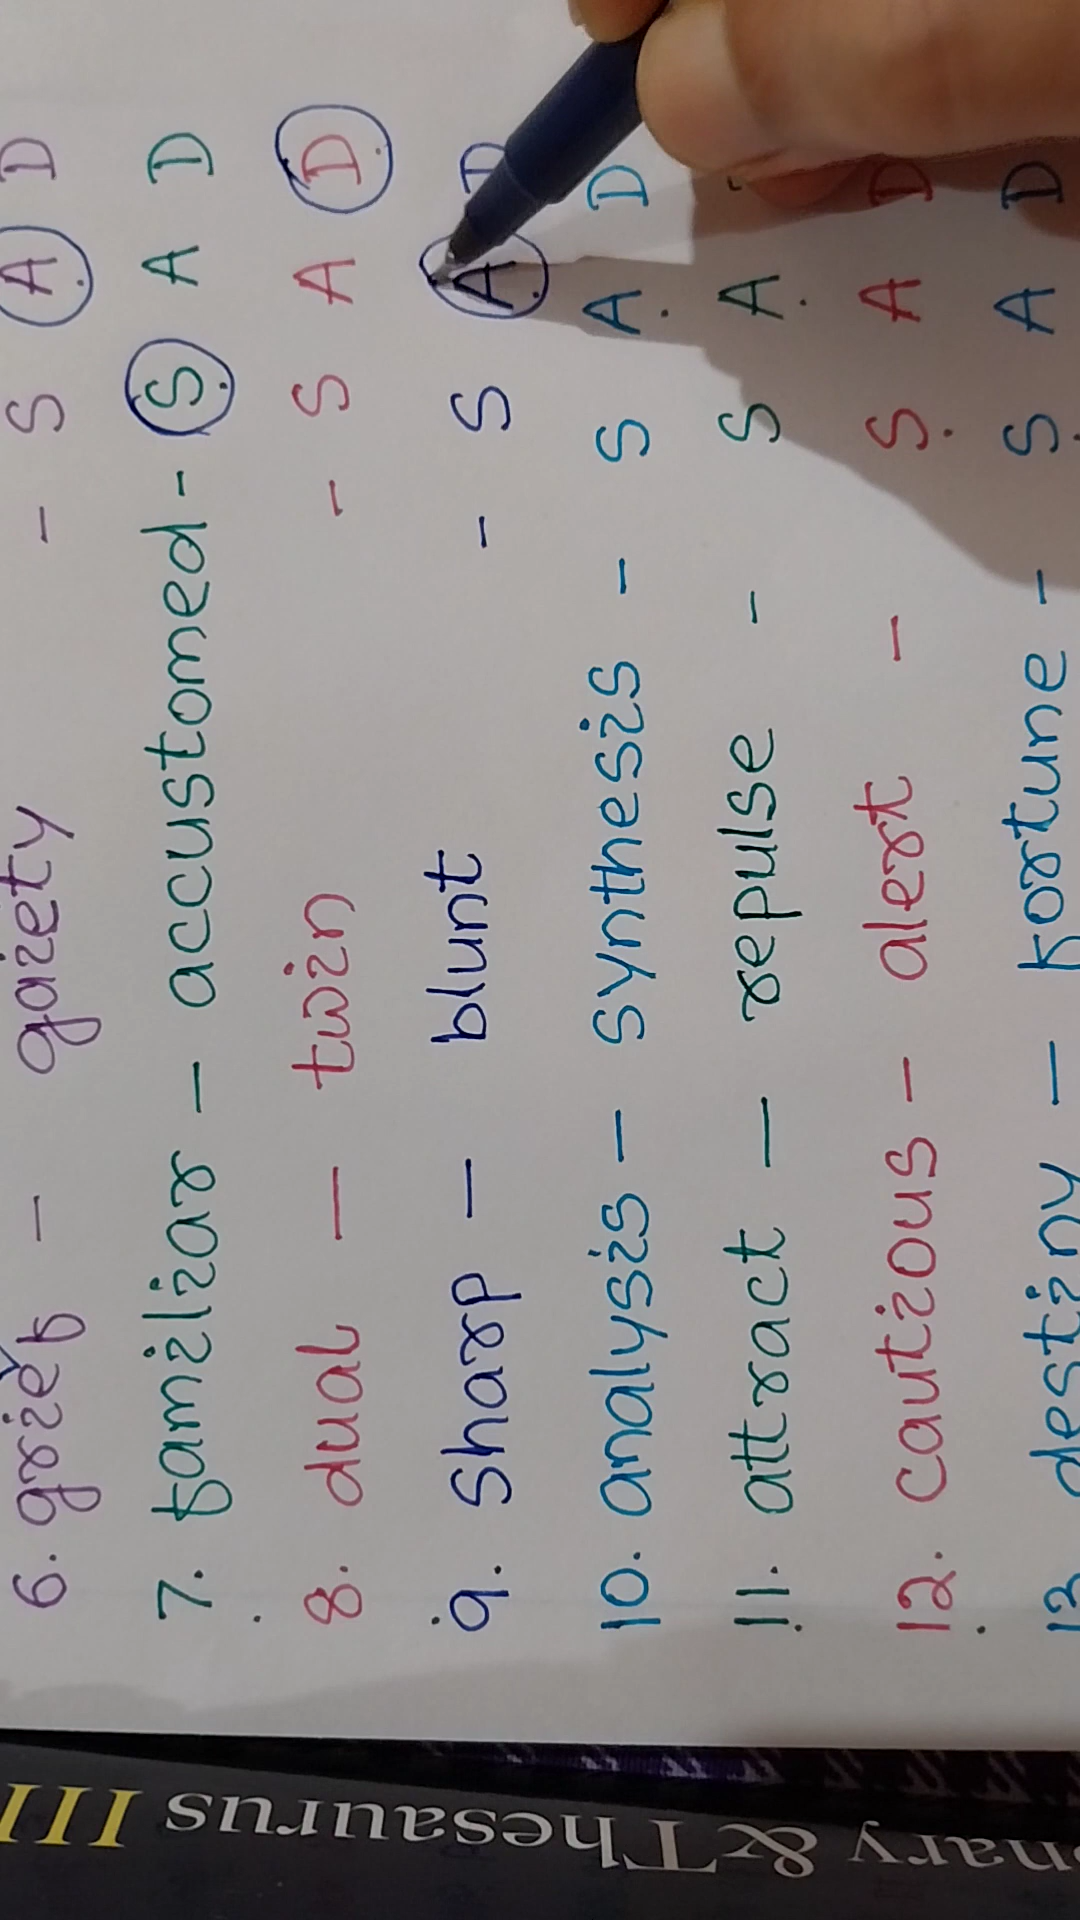 6. grief - gaiety - S A D
7. familiar - accustomed - S A D
8. dual - twin - S A D
9. sharp - blunt - S A D
10. analysis - synthesis - S A D
11. attract - repulse - S A
12. cautious - alert - S A D
13. destiny - fortune - S A D
& Thesaurus III